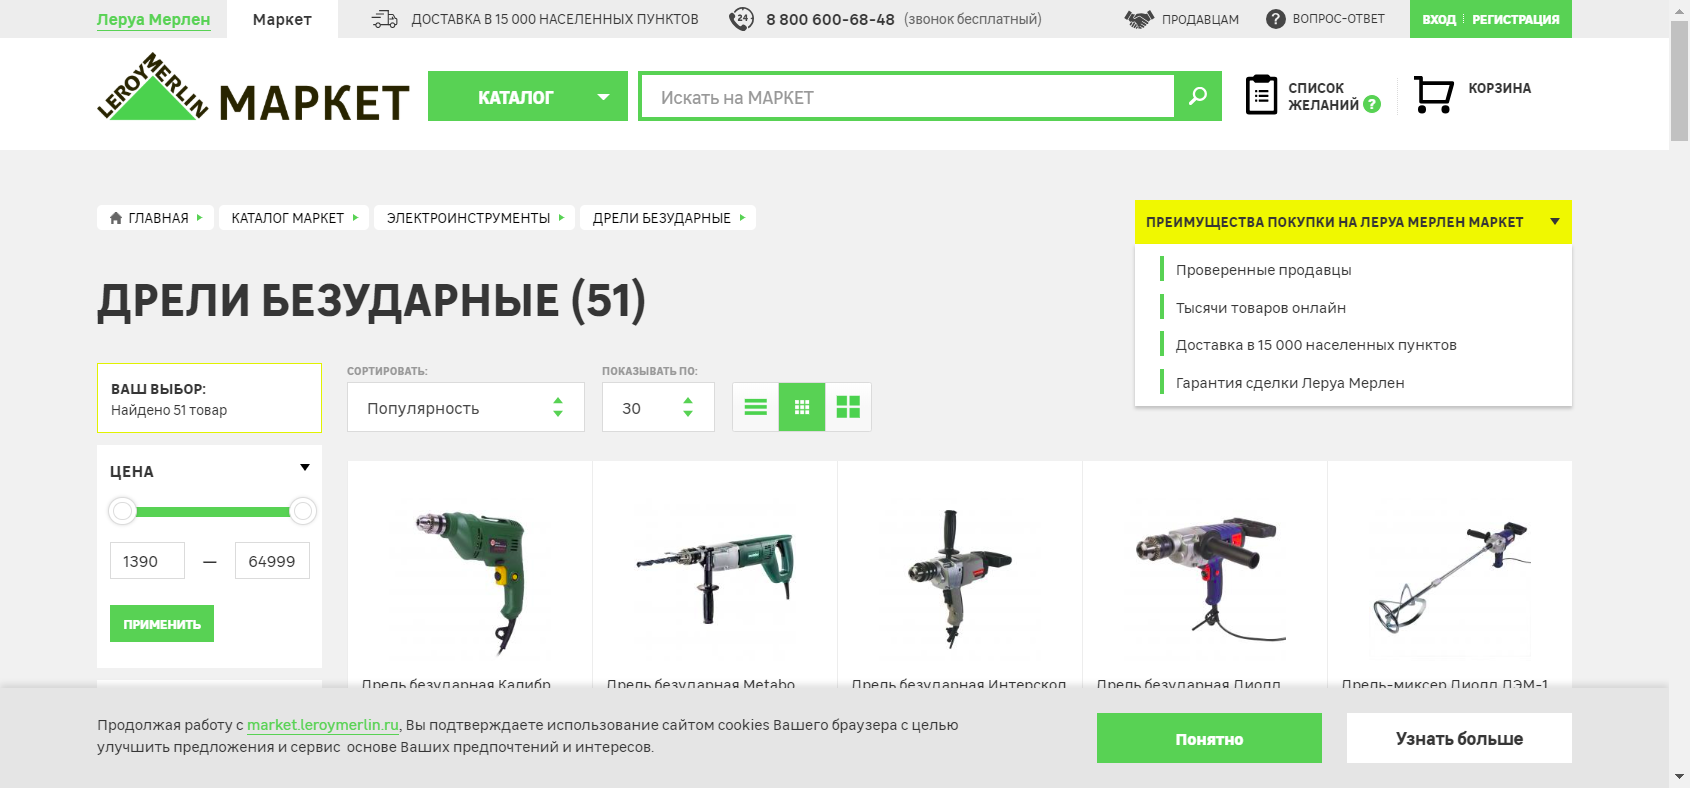 Леруа Мерлен
Маркет
ДОСТАВКА В 15 000 НАСЕЛЕННЫХ ПУНКТОВ
24
8 800 600-68-48 (звонок бесплатный)
ПРОДАВЦАМ
? ВОПРОС-ОТВЕТ
ВХОД РЕГИСТРАЦИЯ
LEROY MERLIN
МАРКЕТ
КАТАЛОГ
Искать на МАРКЕТ
СПИСОК
ЖЕЛАНИЙ ?
КОРЗИНА
ГЛАВНАЯ
КАТАЛОГ МАРКЕТ
ЭЛЕКТРОИНСТРУМЕНТЫ
ДРЕЛИ БЕЗУДАРНЫЕ
ПРЕИМУЩЕСТВА ПОКУПКИ НА ЛЕРУА МЕРЛЕН МАРКЕТ
Проверенные продавцы
Тысячи товаров онлайн
Доставка в 15 000 населенных пунктов
Гарантия сделки Леруа Мерлен
ДРЕЛИ БЕЗУДАРНЫЕ (51)
ВАШ ВЫБОР:
Найдено 51 товар
СОРТИРОВАТЬ:
Популярность
ПОКАЗЫВАТЬ ПО:
30
ЦЕНА
1390 — 64999
ПРИМЕНИТЬ
Дрель безударная Калибр
Дрель безударная Metabo
Дрель безударная Интерскол
Дрель безударная Диолд
Дрель-миксер Диолд ДЭМ-1
Продолжая работу с market.leroymerlin.ru, Вы подтверждаете использование сайтом cookies Вашего браузера с целью
улучшить предложения и сервис основе Ваших предпочтений и интересов.
Понятно
Узнать больше